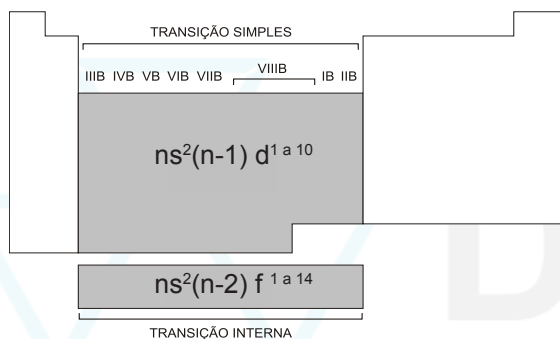 TRANSIÇÃO SIMPLES
VIIIB
IIIB IVB VB VIB VIIB IB IIB
ns²(n-1) d¹ ᵃ ¹⁰
ns²(n-2) f ¹ ᵃ ¹⁴
TRANSIÇÃO INTERNA